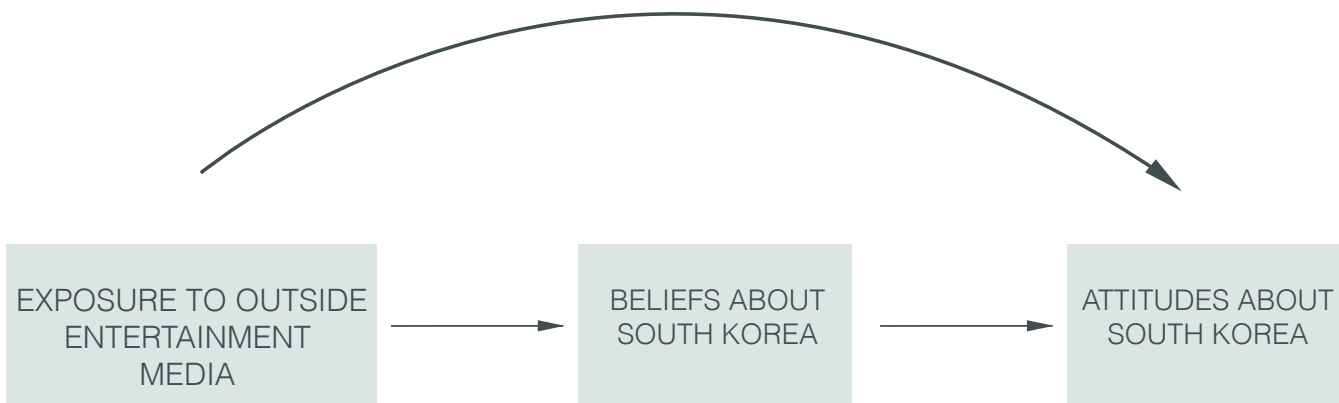 EXPOSURE TO OUTSIDE
ENTERTAINMENT
MEDIA
BELIEFS ABOUT
SOUTH KOREA
ATTITUDES ABOUT
SOUTH KOREA